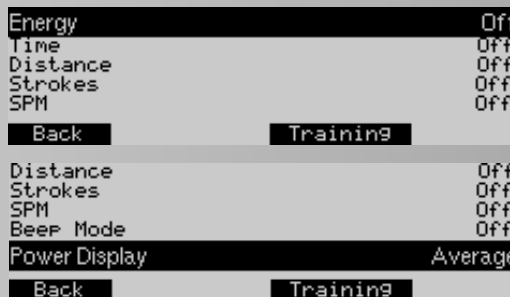 Energy Off
Time Off
Distance Off
Strokes Off
SPM Off
Back Training
Distance Off
Strokes Off
SPM Off
Beep Mode Off
Power Display Average
Back Training